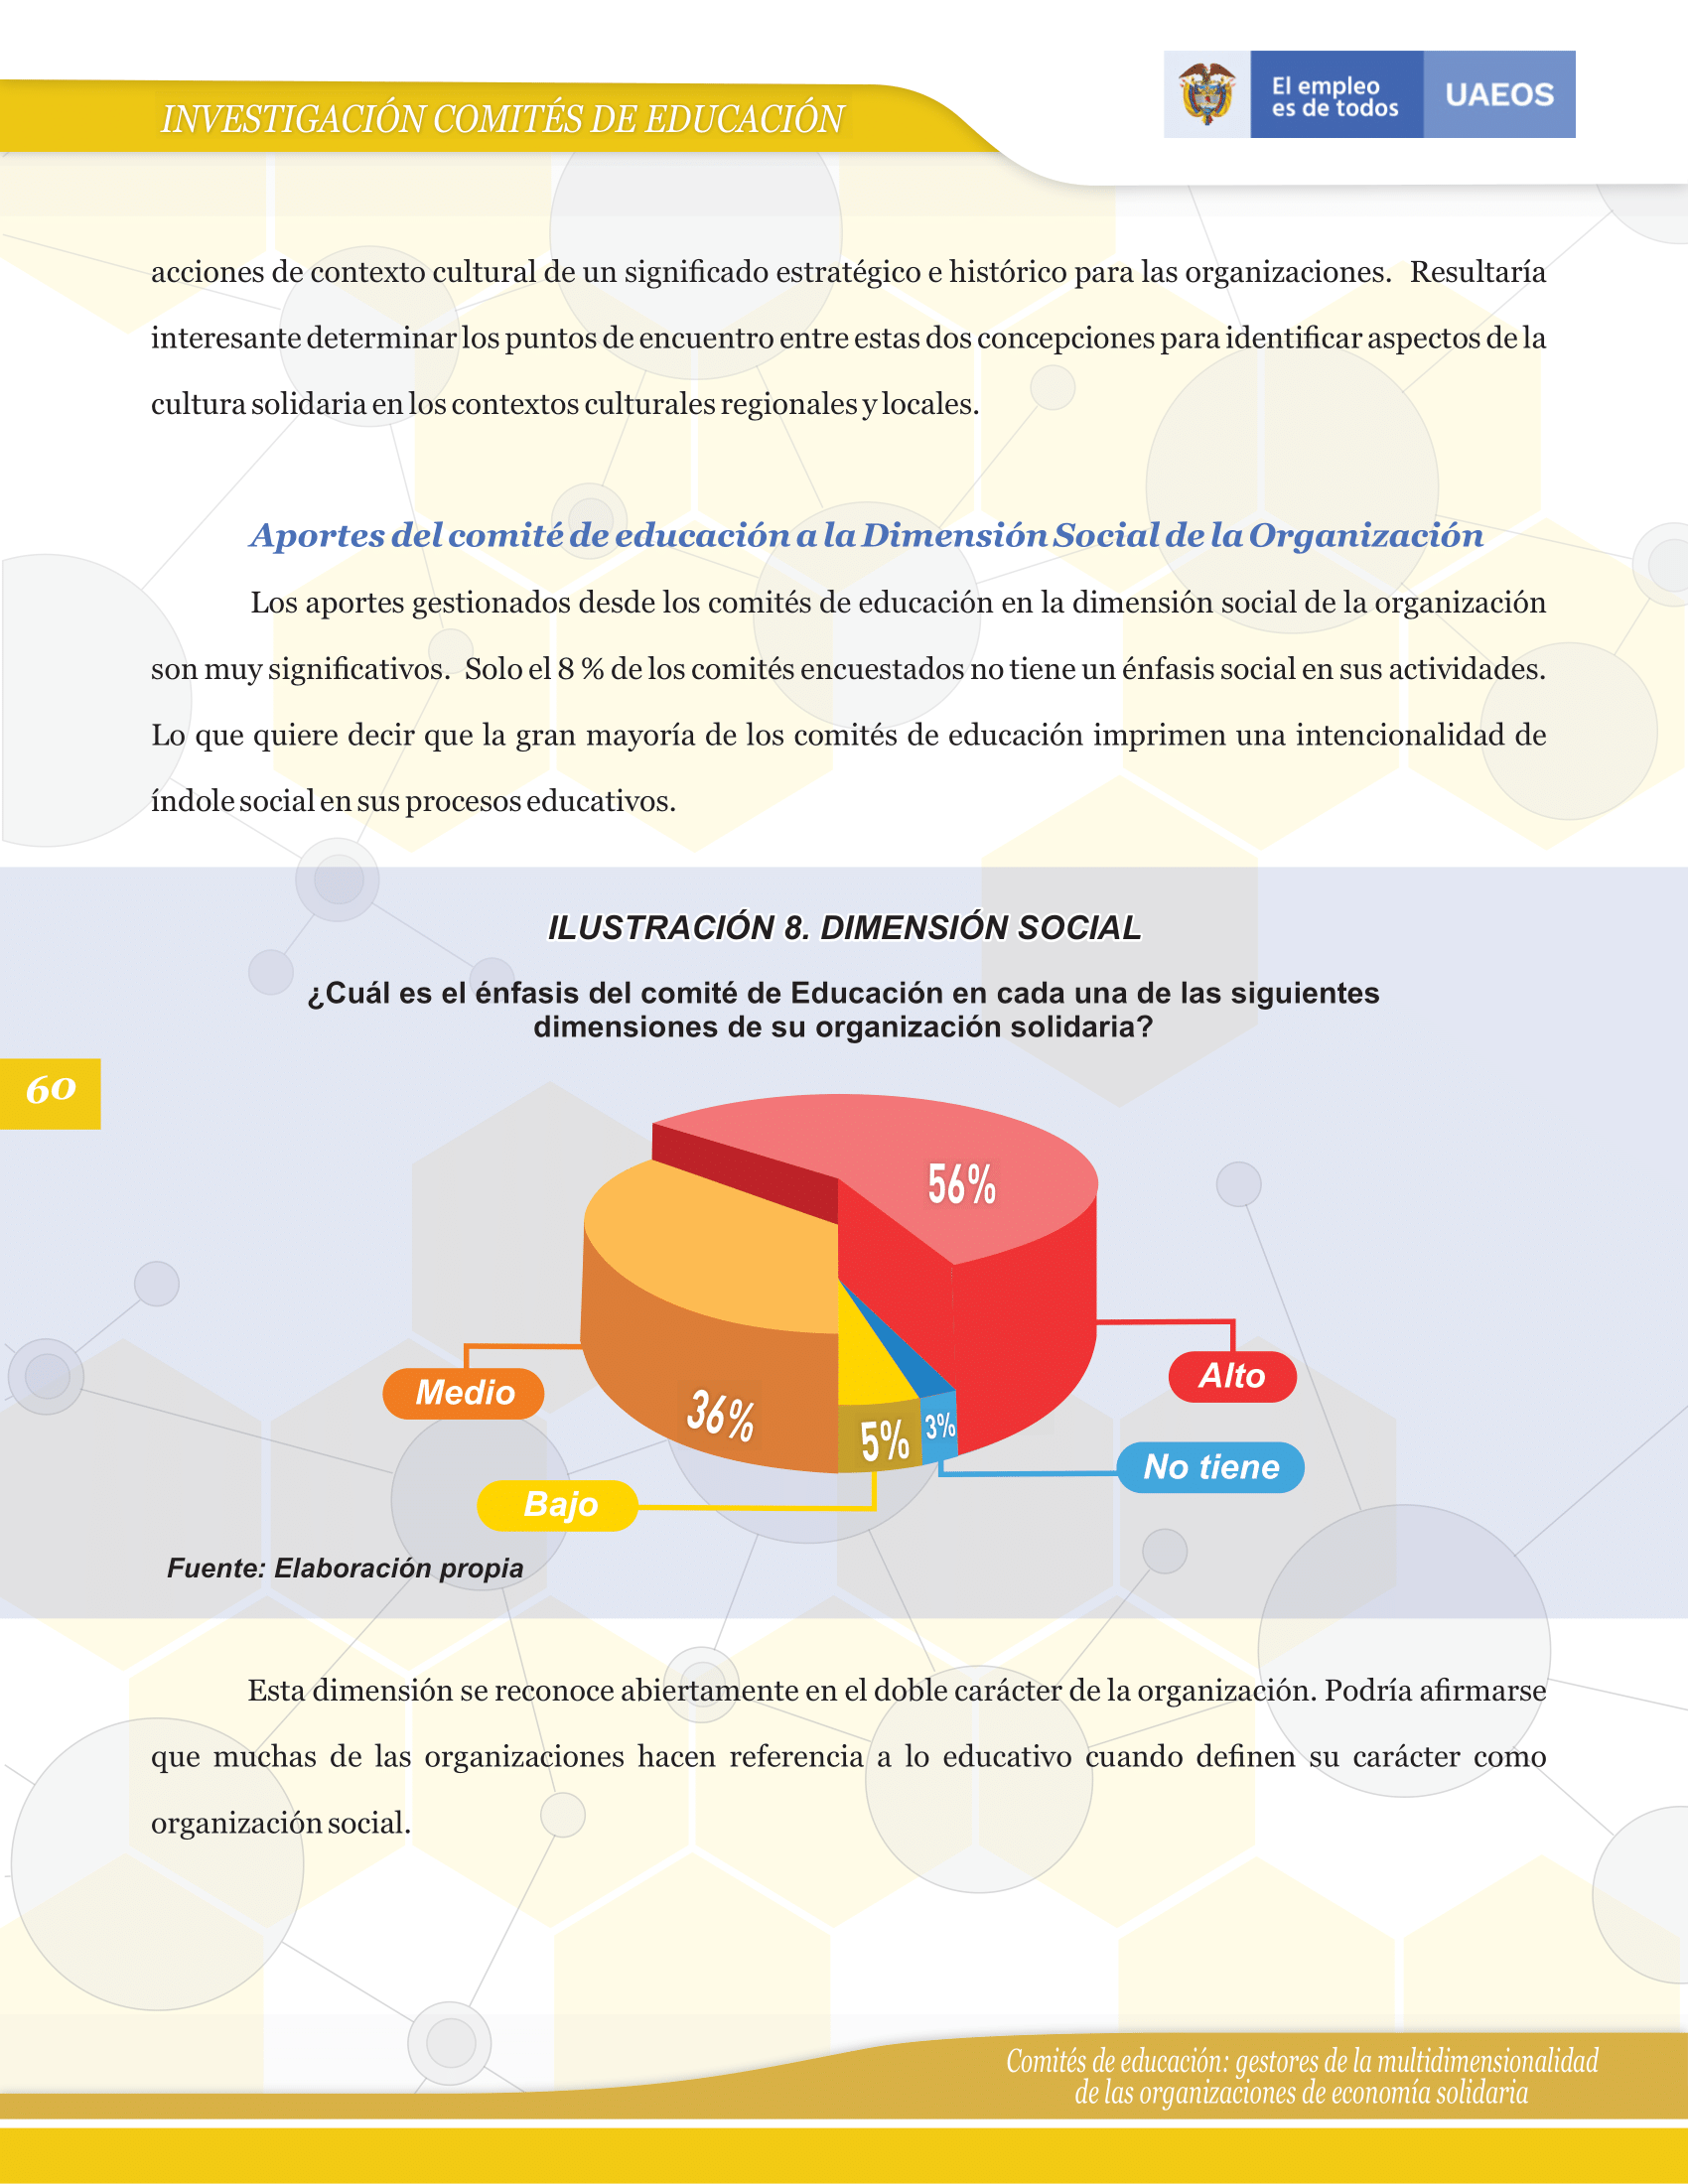 INVESTIGACIÓN COMITÉS DE EDUCACIÓN
El empleo
es de todos
UAEOS
acciones de contexto cultural de un significado estratégico e histórico para las organizaciones. Resultaría
interesante determinar los puntos de encuentro entre estas dos concepciones para identificar aspectos de la
cultura solidaria en los contextos culturales regionales y locales.
Aportes del comité de educación a la Dimensión Social de la Organización
Los aportes gestionados desde los comités de educación en la dimensión social de la organización
son muy significativos. Solo el 8 % de los comités encuestados no tiene un énfasis social en sus actividades.
Lo que quiere decir que la gran mayoría de los comités de educación imprimen una intencionalidad de
índole social en sus procesos educativos.
ILUSTRACIÓN 8. DIMENSIÓN SOCIAL
¿Cuál es el énfasis del comité de Educación en cada una de las siguientes
dimensiones de su organización solidaria?
60
56%
Alto
Medio
36%
5%
3%
No tiene
Bajo
Fuente: Elaboración propia
Esta dimensión se reconoce abiertamente en el doble carácter de la organización. Podría afirmarse
que muchas de las organizaciones hacen referencia a lo educativo cuando definen su carácter como
organización social.
Comités de educación: gestores de la multidimensionalidad
de las organizaciones de economía solidaria